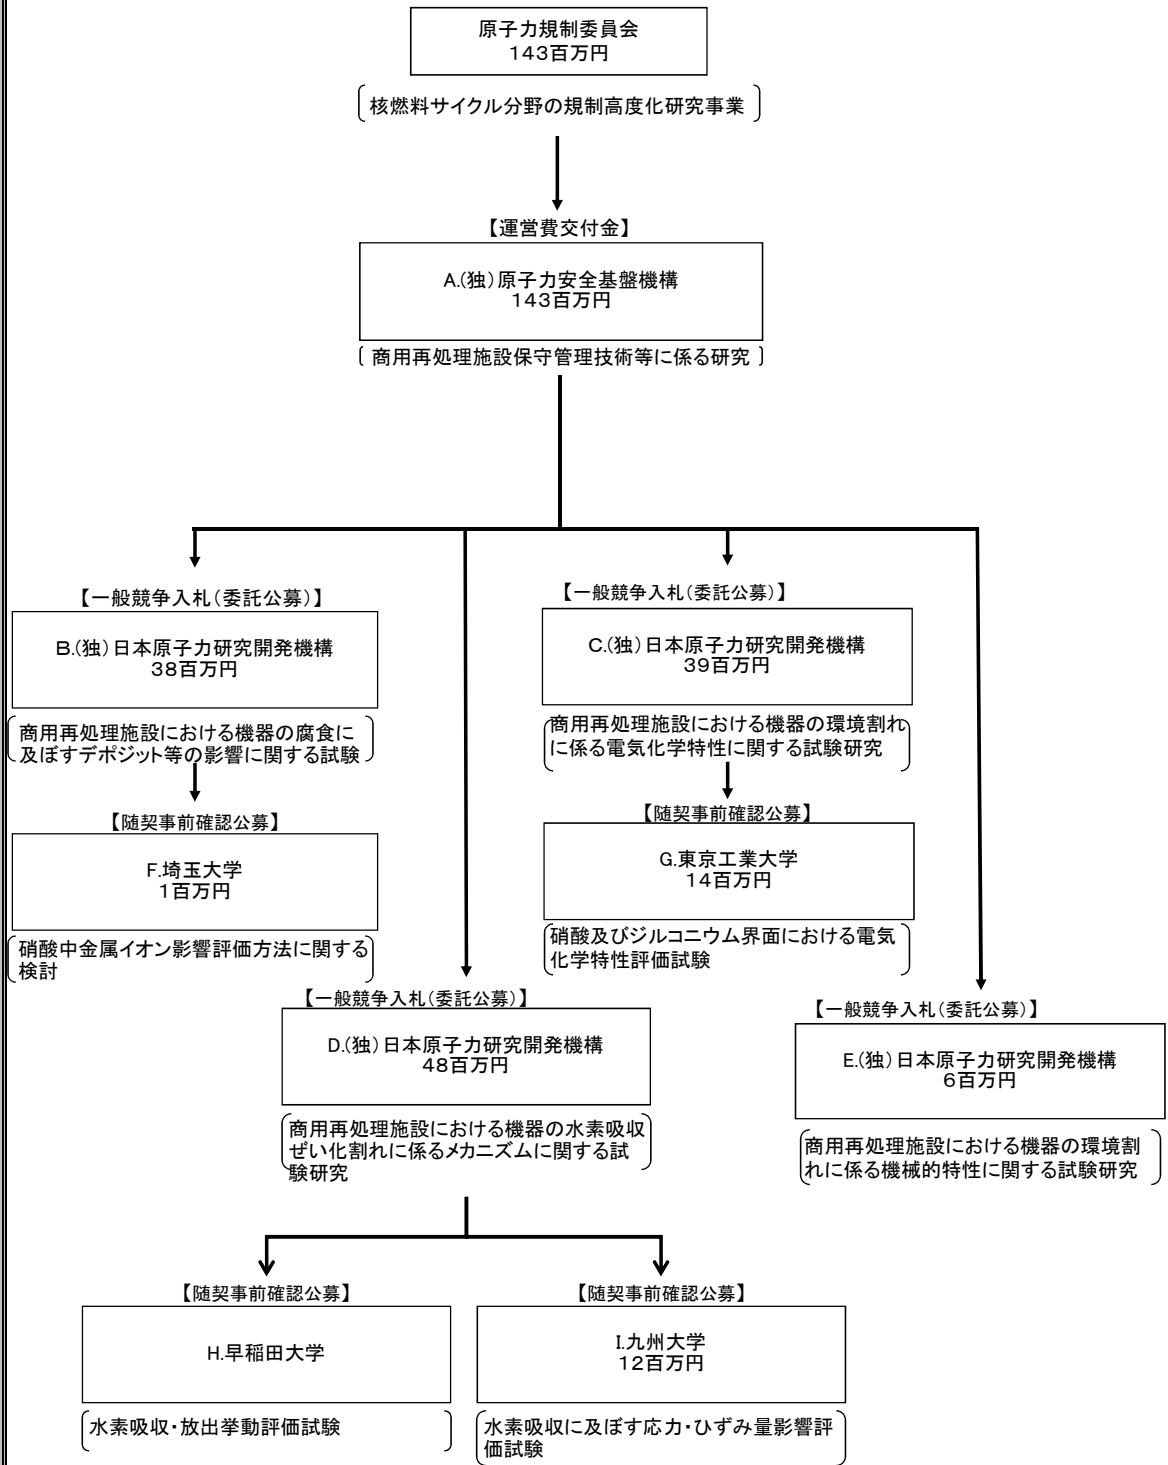 原子力規制委員会
143百万円
核燃料サイクル分野の規制高度化研究事業
【運営費交付金】
A.(独)原子力安全基盤機構
143百万円
商用再処理施設保守管理技術等に係る研究
【一般競争入札(委託公募)】
B.(独)日本原子力研究開発機構
38百万円
商用再処理施設における機器の腐食に
及ぼすデポジット等の影響に関する試験
【随契事前確認公募】
F.埼玉大学
1百万円
硝酸中金属イオン影響評価方法に関する
検討
【一般競争入札(委託公募)】
C.(独)日本原子力研究開発機構
39百万円
商用再処理施設における機器の環境割れ
に係る電気化学特性に関する試験研究
【随契事前確認公募】
G.東京工業大学
14百万円
硝酸及びジルコニウム界面における電気
化学特性評価試験
【一般競争入札(委託公募)】
D.(独)日本原子力研究開発機構
48百万円
商用再処理施設における機器の水素吸収
ぜい化割れに係るメカニズムに関する試
験研究
【一般競争入札(委託公募)】
E.(独)日本原子力研究開発機構
6百万円
商用再処理施設における機器の環境割
れに係る機械的特性に関する試験研究
【随契事前確認公募】
H.早稲田大学
水素吸収・放出挙動評価試験
【随契事前確認公募】
I.九州大学
12百万円
水素吸収に及ぼす応力・ひずみ量影響評
価試験